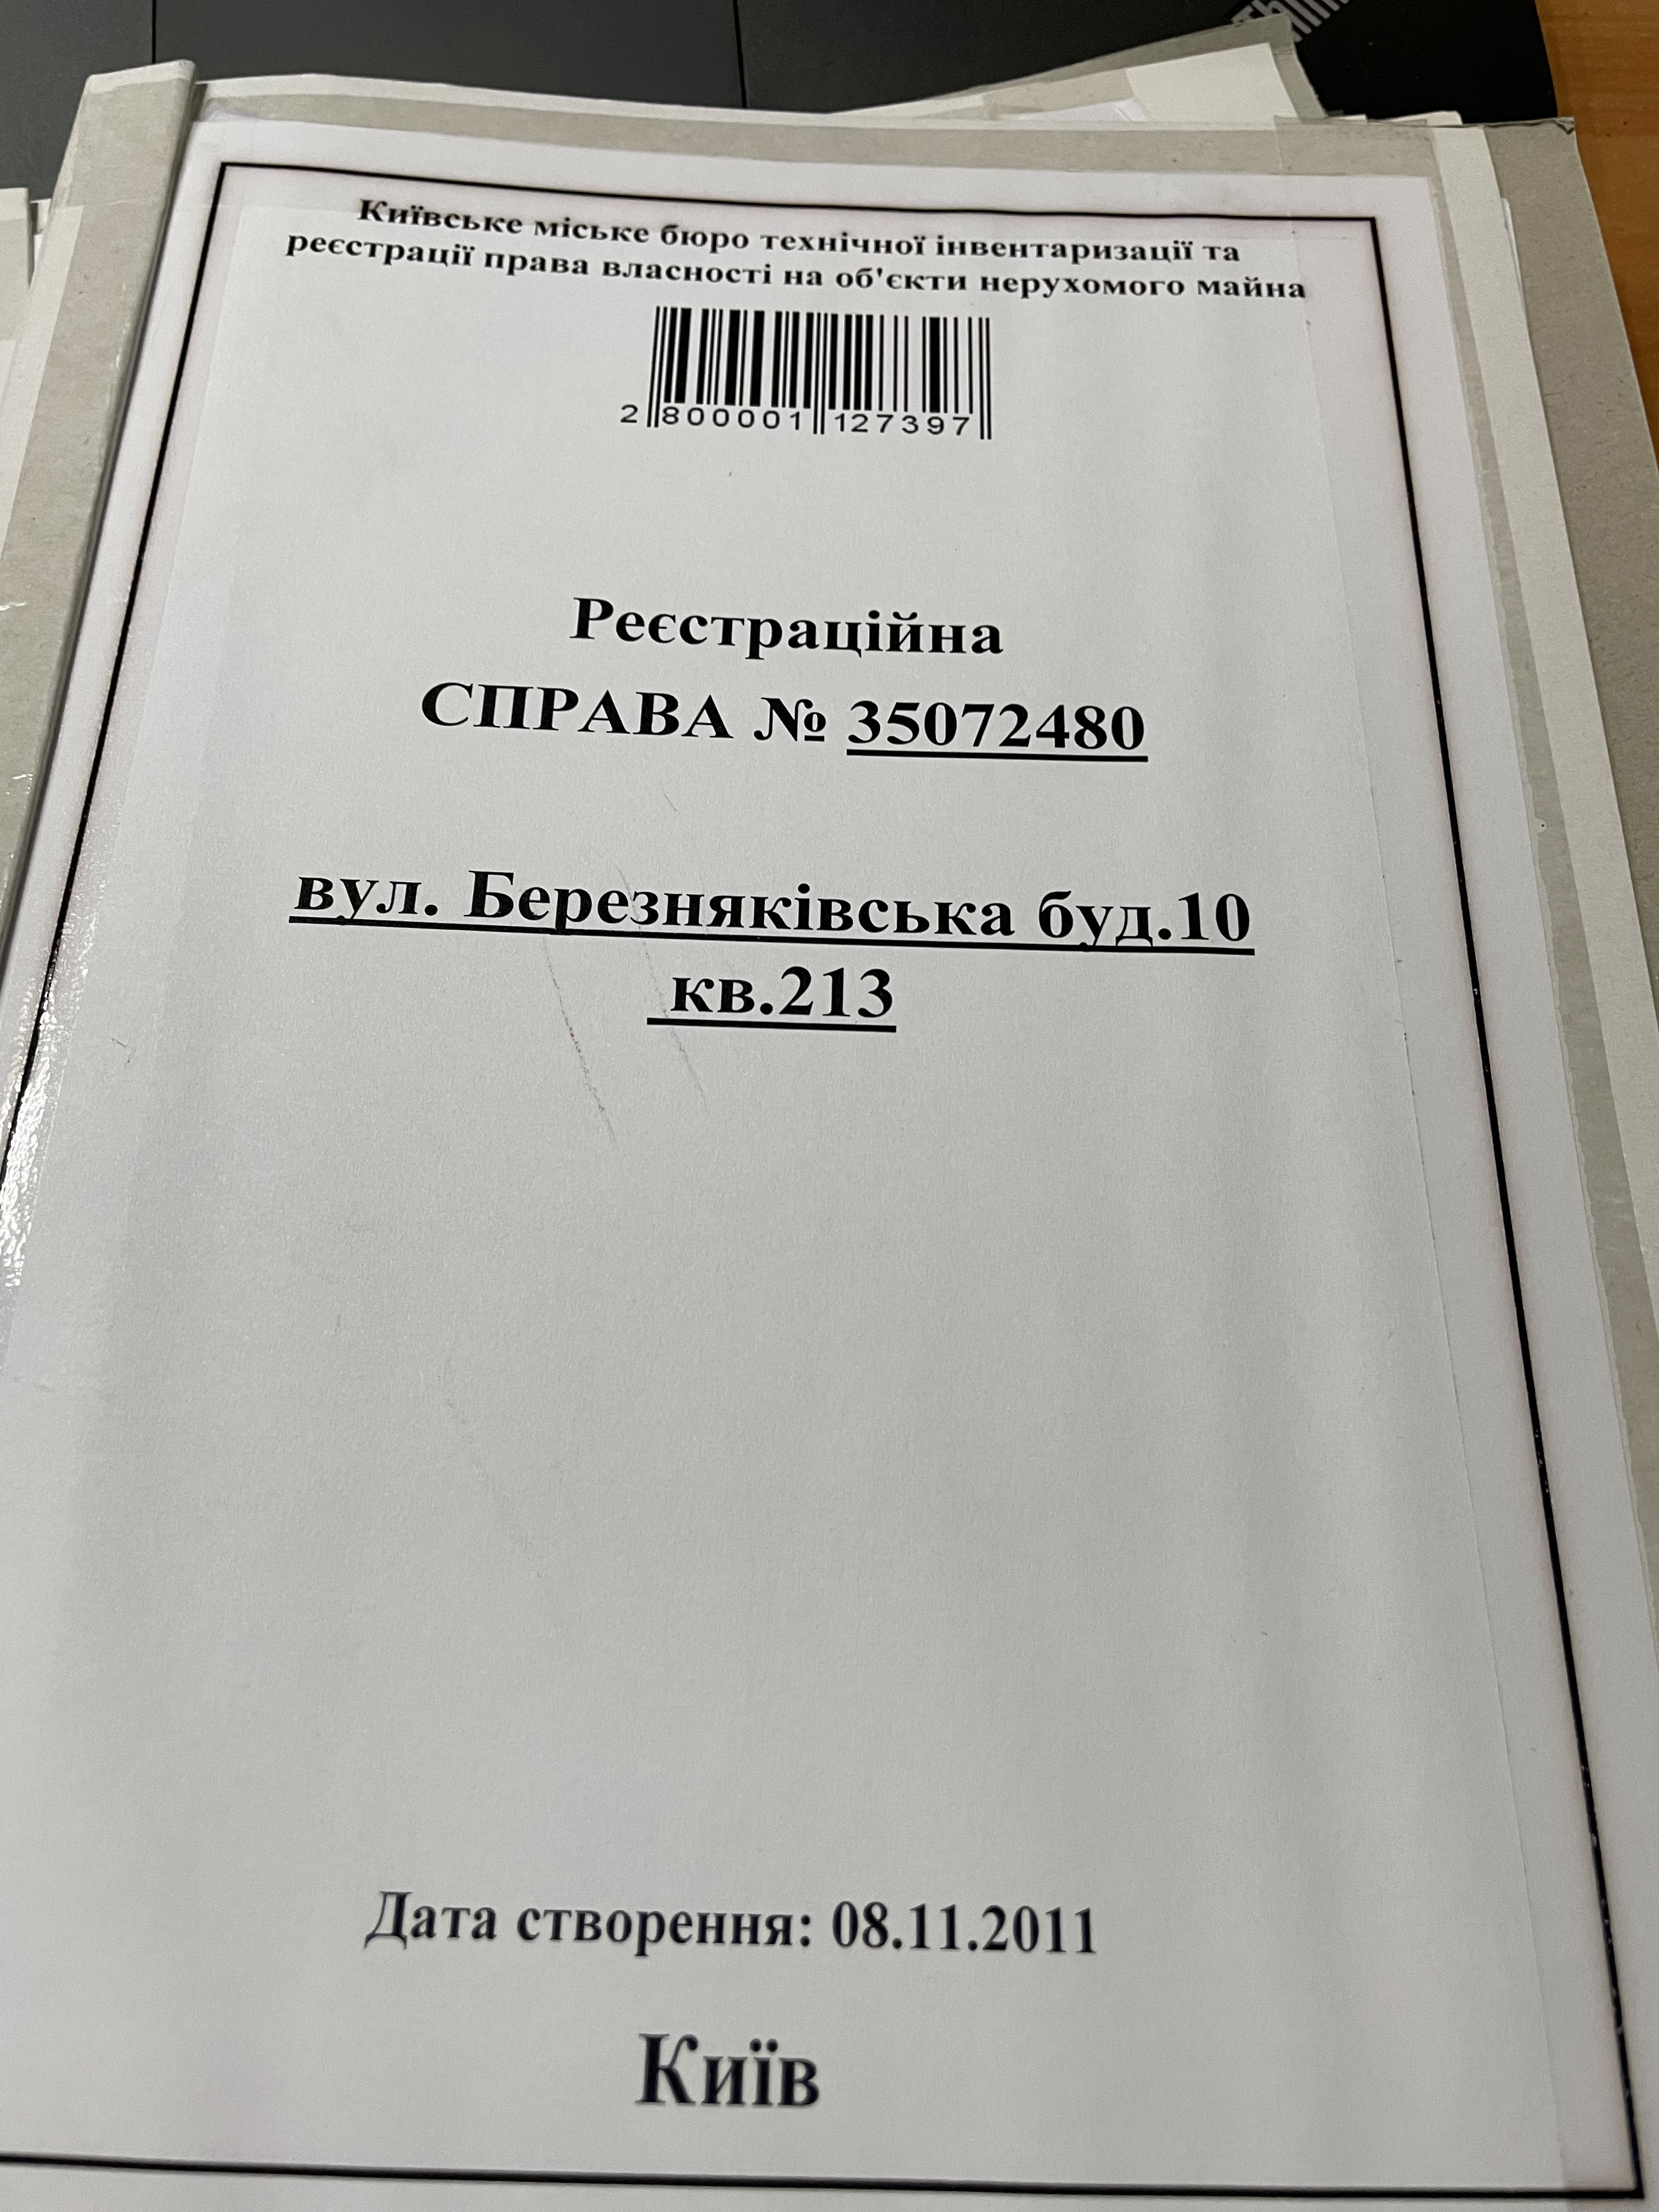 Київське міське бюро технічної інвентаризації та
реєстрації права власності на об'єкти нерухомого майна
2 800001 127397
Реєстраційна
СПРАВА № 35072480
вул. Березняківська буд.10
кв.213
Дата створення: 08.11.2011
Київ